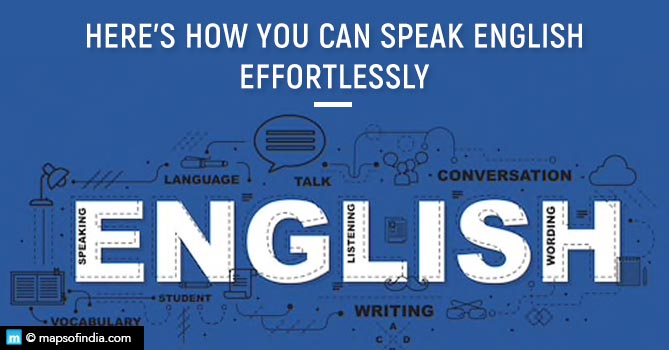 HERE'S HOW YOU CAN SPEAK ENGLISH
EFFORTLESSLY
LANGUAGE
TALK
CONVERSATION
SPEAKING
ENGLISH
LISTENING
WORDING
STUDENT
WRITING
VOCABULARY
A
C D
m © mapsofindia.com